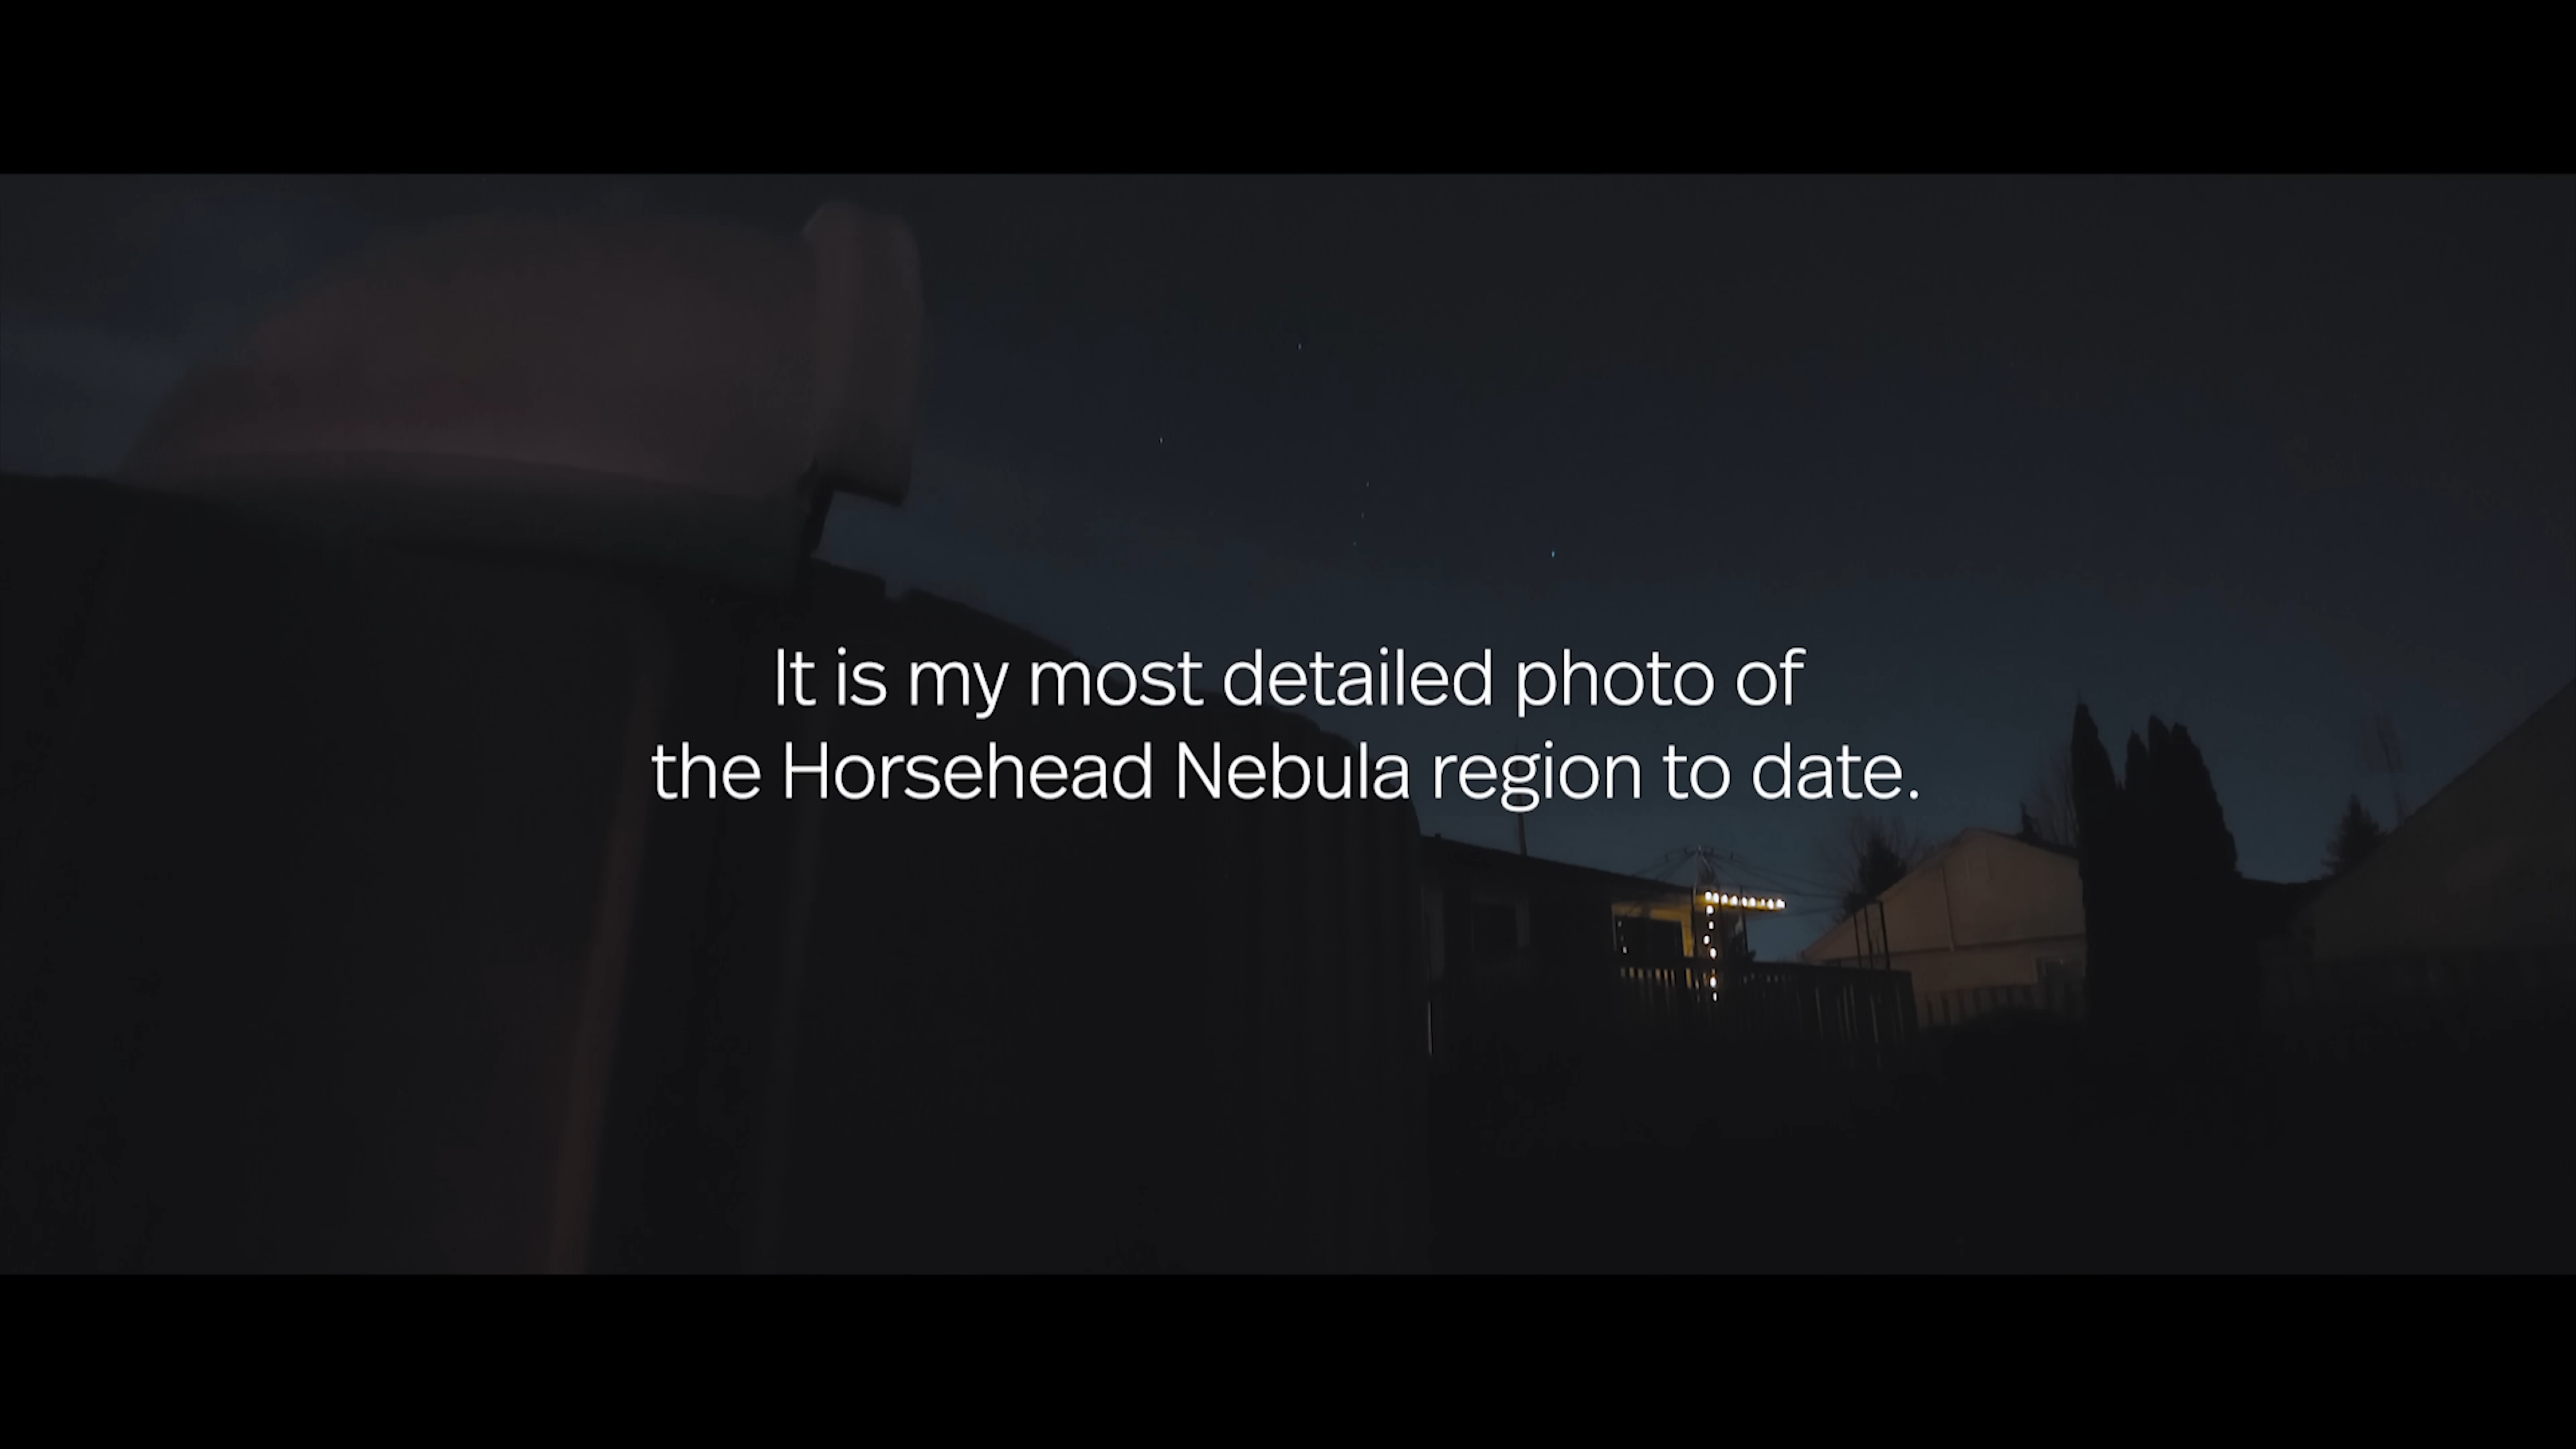 It is my most detailed photo of
the Horsehead Nebula region to date.